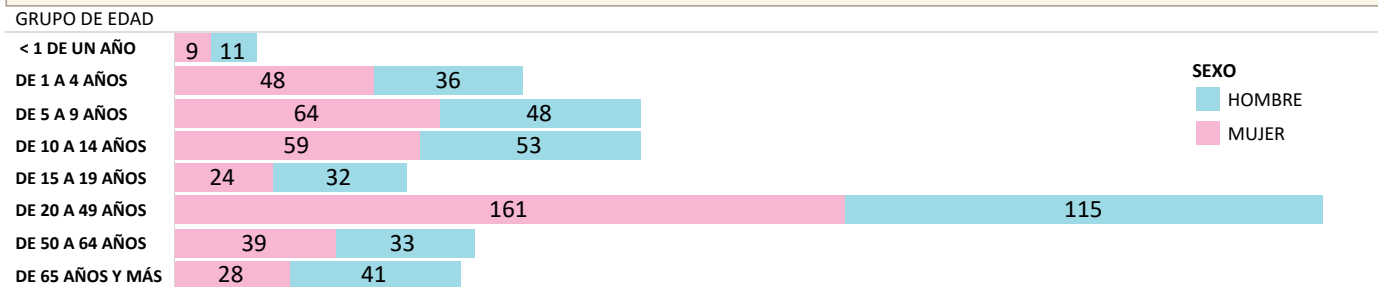 GRUPO DE EDAD
< 1 DE UN AÑO 9 11
DE 1 A 4 AÑOS 48 36
SEXO
HOMBRE
DE 5 A 9 AÑOS 64 48
MUJER
DE 10 A 14 AÑOS 59 53
DE 15 A 19 AÑOS 24 32
DE 20 A 49 AÑOS 161 115
DE 50 A 64 AÑOS 39 33
DE 65 AÑOS Y MÁS 28 41